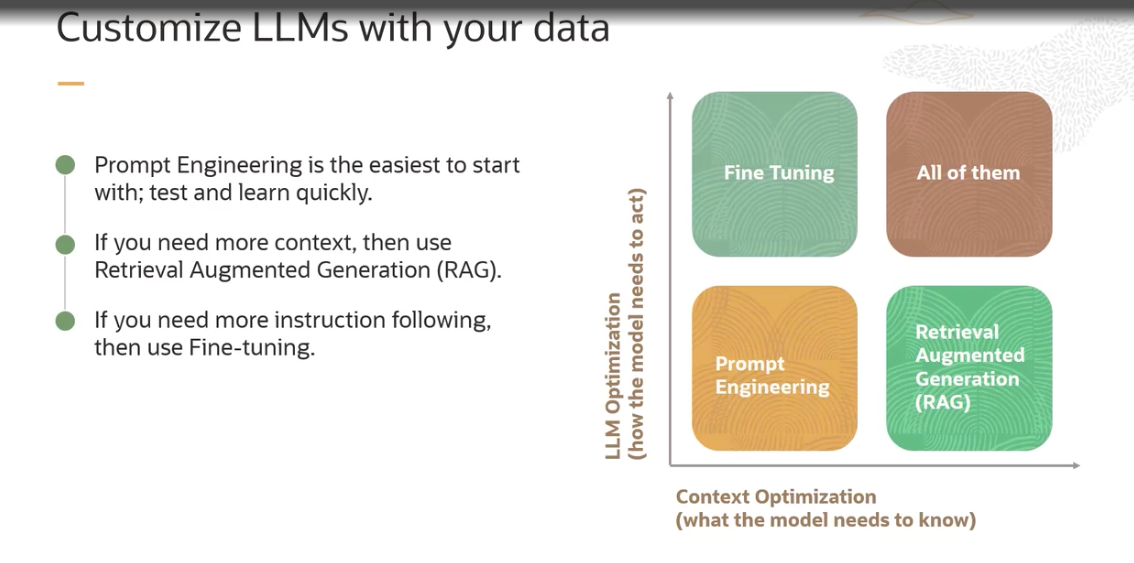 Customize LLMs with your data
Prompt Engineering is the easiest to start
with; test and learn quickly.
If you need more context, then use
Retrieval Augmented Generation (RAG).
If you need more instruction following,
then use Fine-tuning.
LLM Optimization
(how the model needs to act)
Fine Tuning
All of them
Prompt
Engineering
Retrieval
Augmented
Generation
(RAG)
Context Optimization
(what the model needs to know)